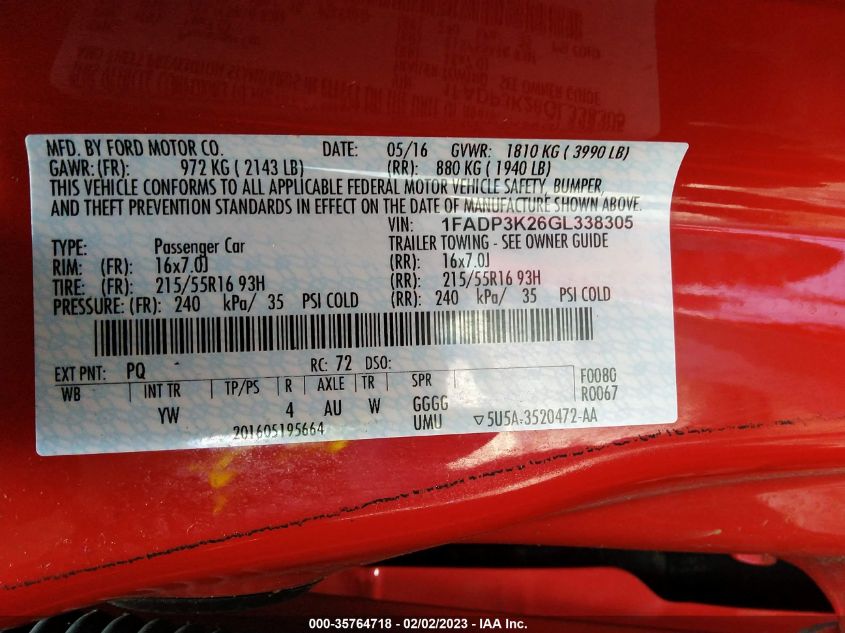 MFD. BY FORD MOTOR CO. DATE: 05/16 GVWR: 1810 KG ( 3990 LB)
GAWR: (FR): 972 KG ( 2143 LB) (RR): 880 KG ( 1940 LB)
THIS VEHICLE CONFORMS TO ALL APPLICABLE FEDERAL MOTOR VEHICLE SAFETY, BUMPER,
AND THEFT PREVENTION STANDARDS IN EFFECT ON THE DATE OF MANUFACTURE SHOWN ABOVE.
VIN: 1FADP3K26GL338305
TYPE: Passenger Car TRAILER TOWING - SEE OWNER GUIDE
RIM: (FR): 16x7.0J (RR): 16x7.0J
TIRE: (FR): 215/55R16 93H (RR): 215/55R16 93H
PRESSURE: (FR): 240 kPa/ 35 PSI COLD (RR): 240 kPa/ 35 PSI COLD
EXT PNT: PQ RC: 72 DSO:
WB INT TR TP/PS R AXLE TR SPR F0080
YW 4 AU W GGGG R0067
201605195664 UMU ▽5U5A-3520472-AA
000-35764718 - 02/02/2023 - IAA Inc.